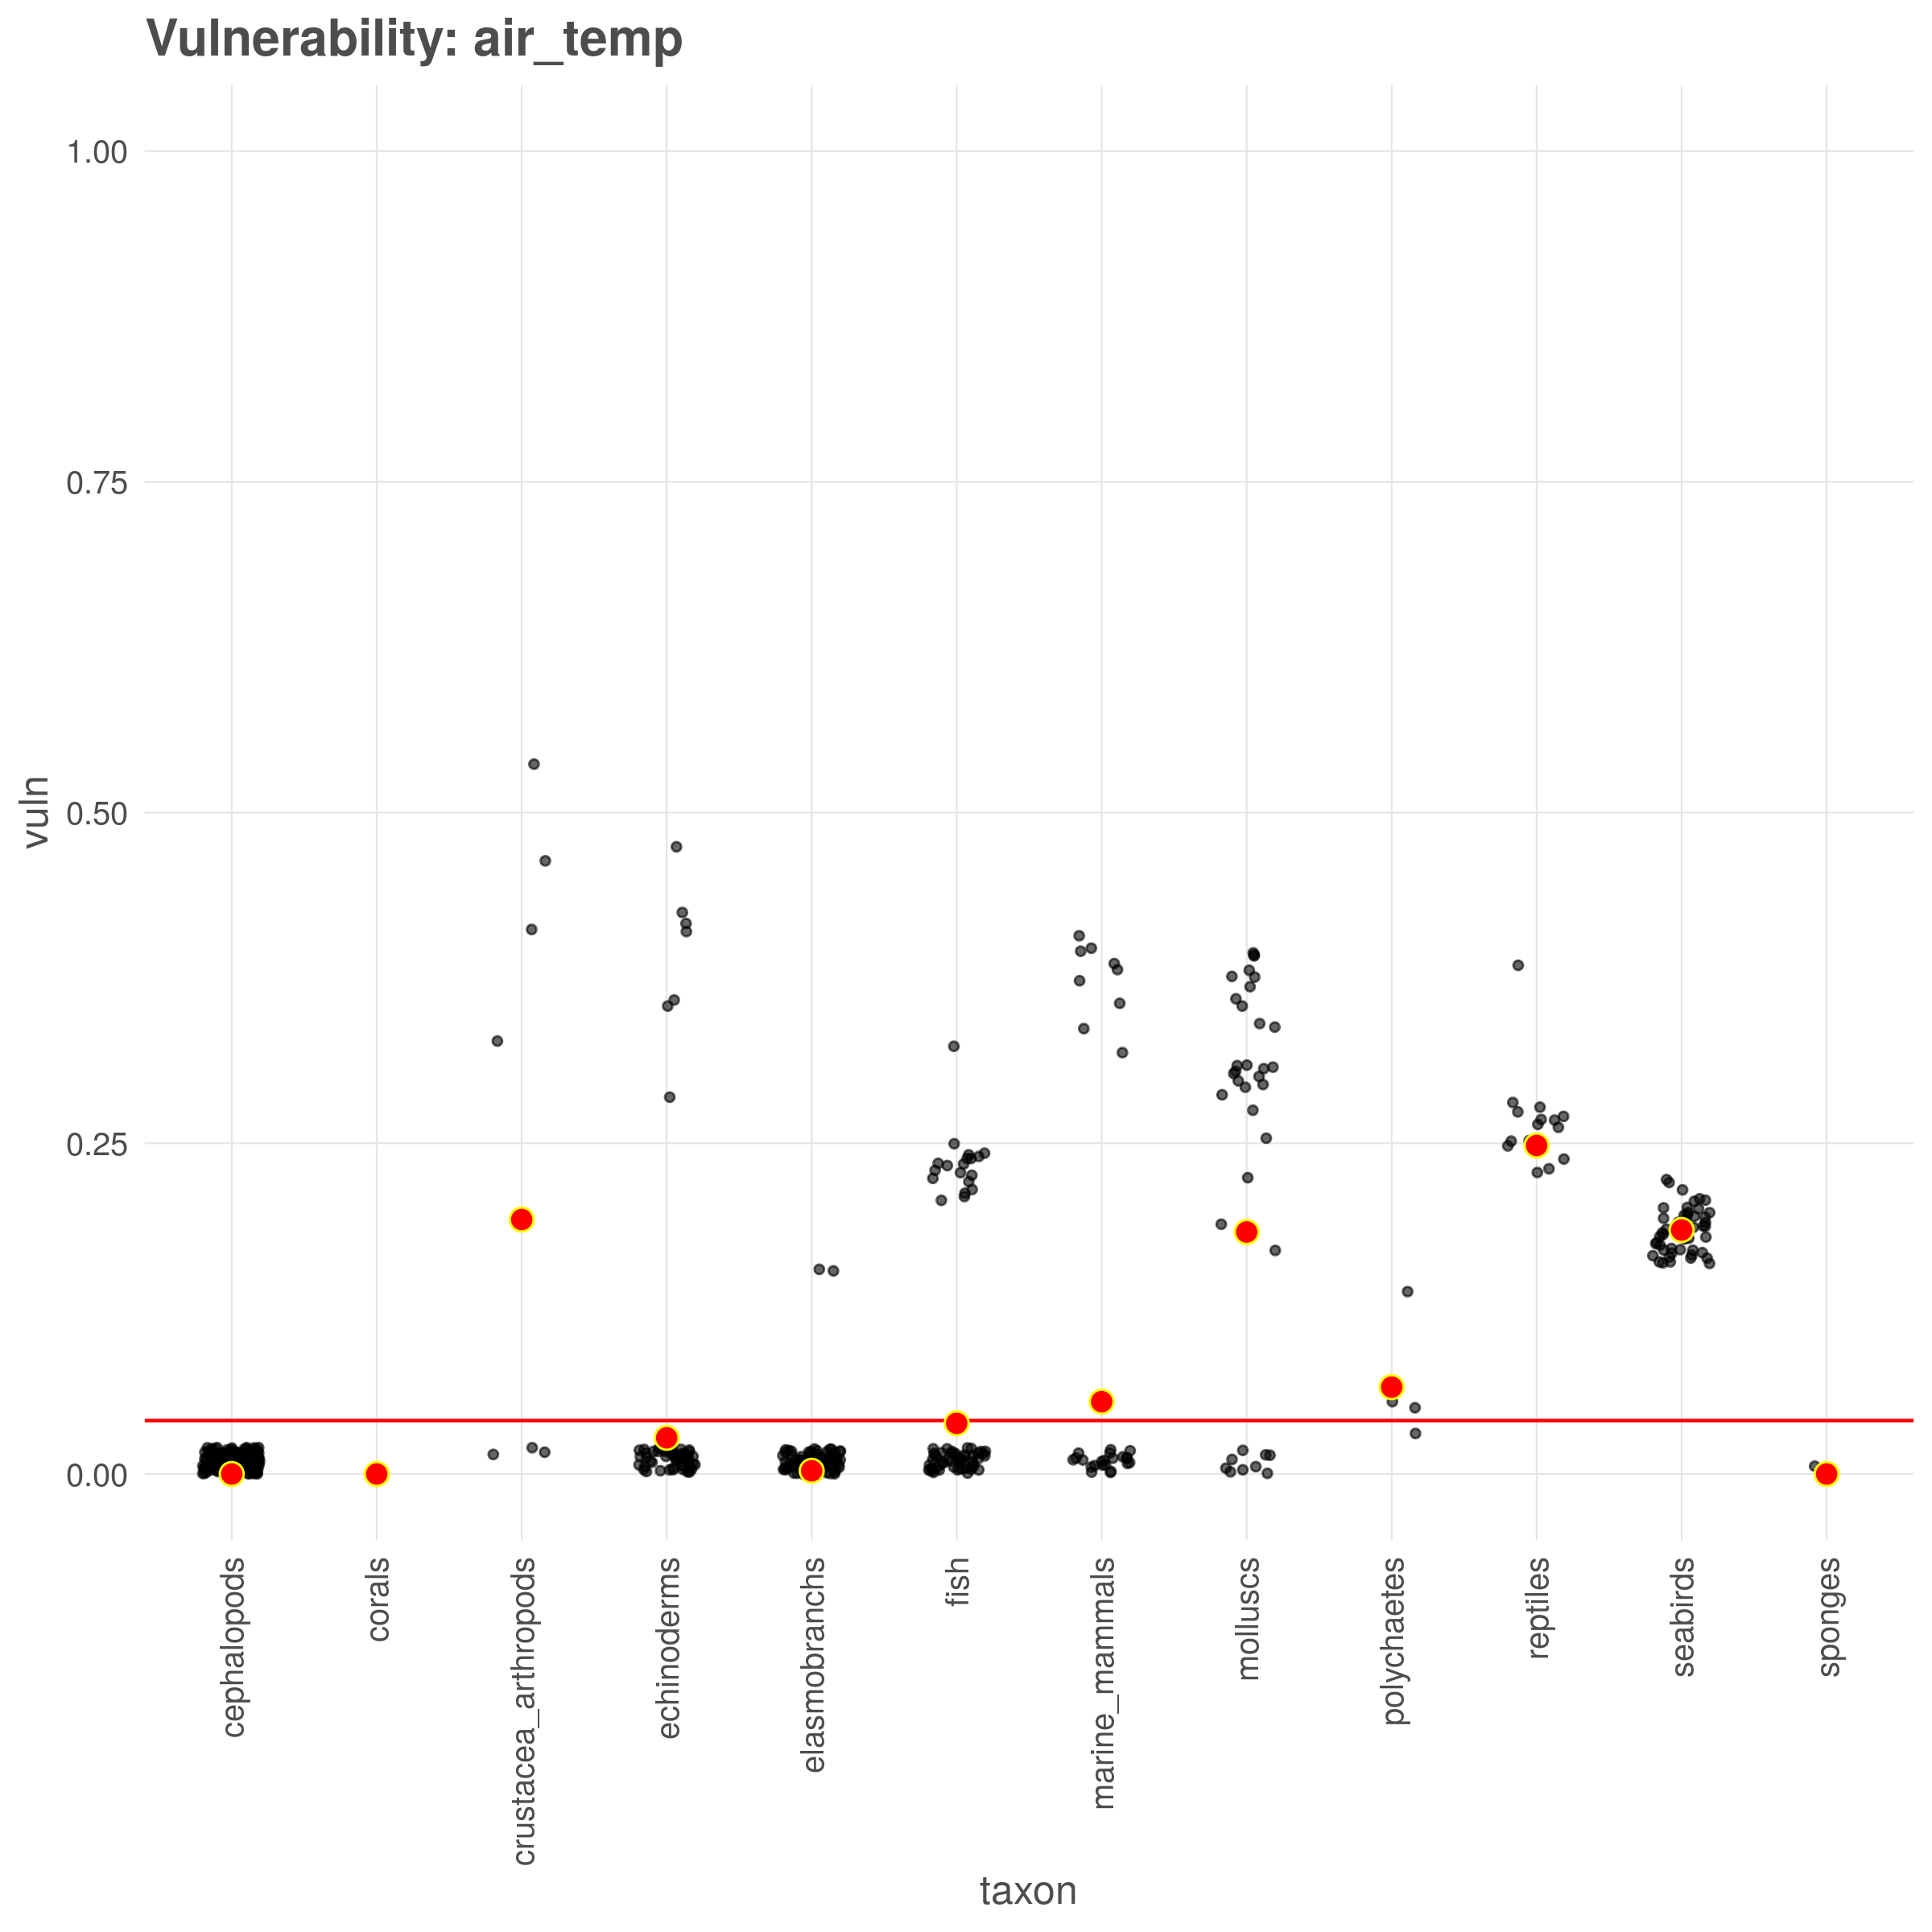 Vulnerability: air_temp
vuln
1.00
0.75
0.50
0.25
0.00
cephalopods
corals
crustacea_arthropods
echinoderms
elasmobranchs
fish
marine_mammals
molluscs
polychaetes
reptiles
seabirds
sponges
taxon